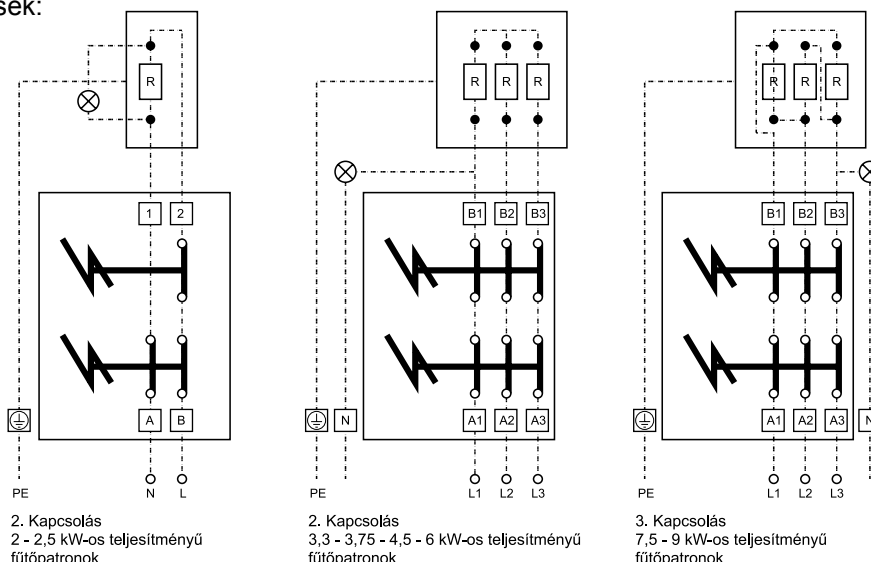 sek:
R
1 2
A B
PE N L
2. Kapcsolás
2 - 2,5 kW-os teljesítményű
fűtőpatronok
R R R
B1 B2 B3
N A1 A2 A3
PE L1 L2 L3
2. Kapcsolás
3,3 - 3,75 - 4,5 - 6 kW-os teljesítményű
fűtőpatronok
R R R
B1 B2 B3
A1 A2 A3 N
PE L1 L2 L3
3. Kapcsolás
7,5 - 9 kW-os teljesítményű
fűtőpatronok